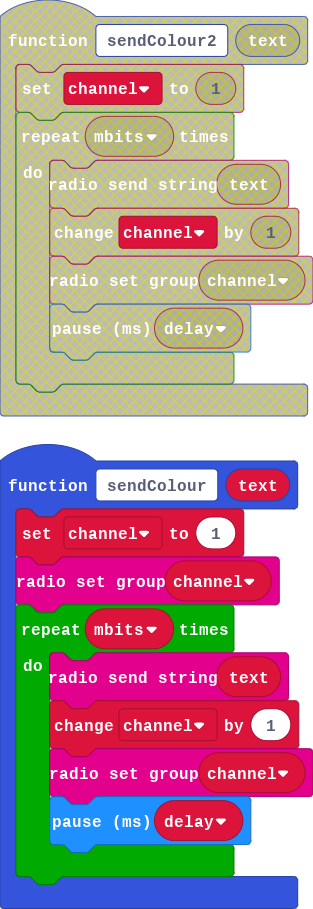 function sendColour2 text
set channel to 1
repeat mbits times
do
radio send string text
change channel by 1
radio set group channel
pause (ms) delay
function sendColour text
set channel to 1
radio set group channel
repeat mbits times
do
radio send string text
change channel by 1
radio set group channel
pause (ms) delay